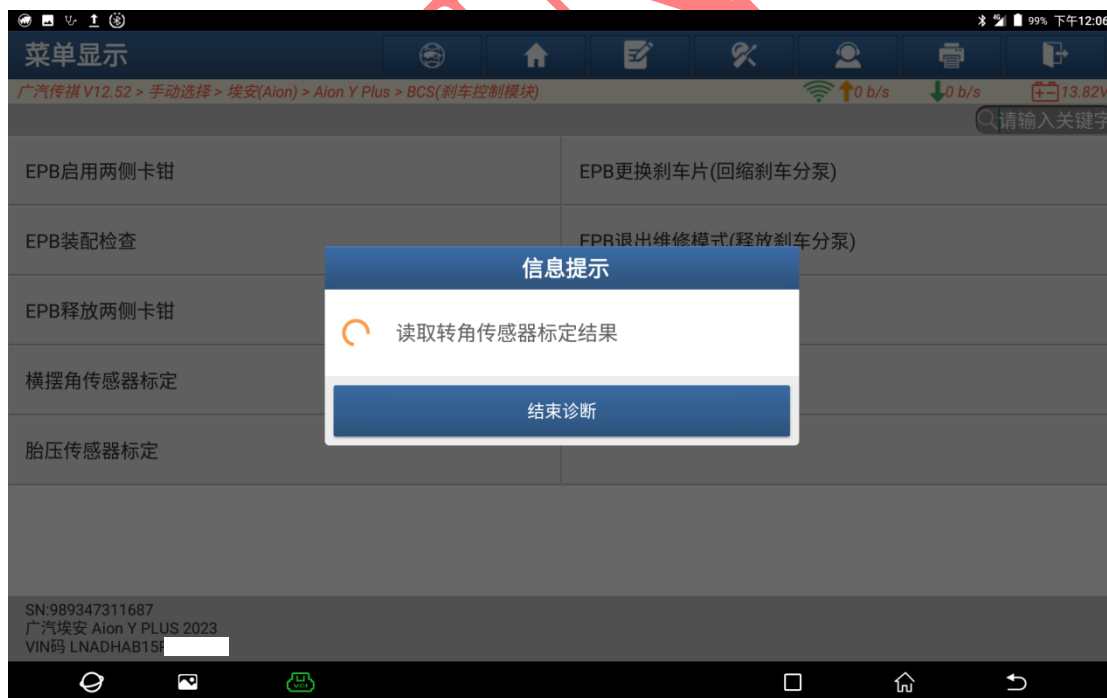 99% 下午12:06
菜单显示
广汽传祺 V12.52 > 手动选择 > 埃安(Aion) > Aion Y Plus > BCS(刹车控制模块)
0 b/s
0 b/s
13.82V
请输入关键字
EPB启用两侧卡钳
EPB更换刹车片(回缩刹车分泵)
EPB装配检查
EPB退出维修模式(释放刹车分泵)
信息提示
EPB释放两侧卡钳
读取转角传感器标定结果
横摆角传感器标定
结束诊断
胎压传感器标定
SN:989347311687
广汽埃安 Aion Y PLUS 2023
VIN码 LNADHAB15
VCI